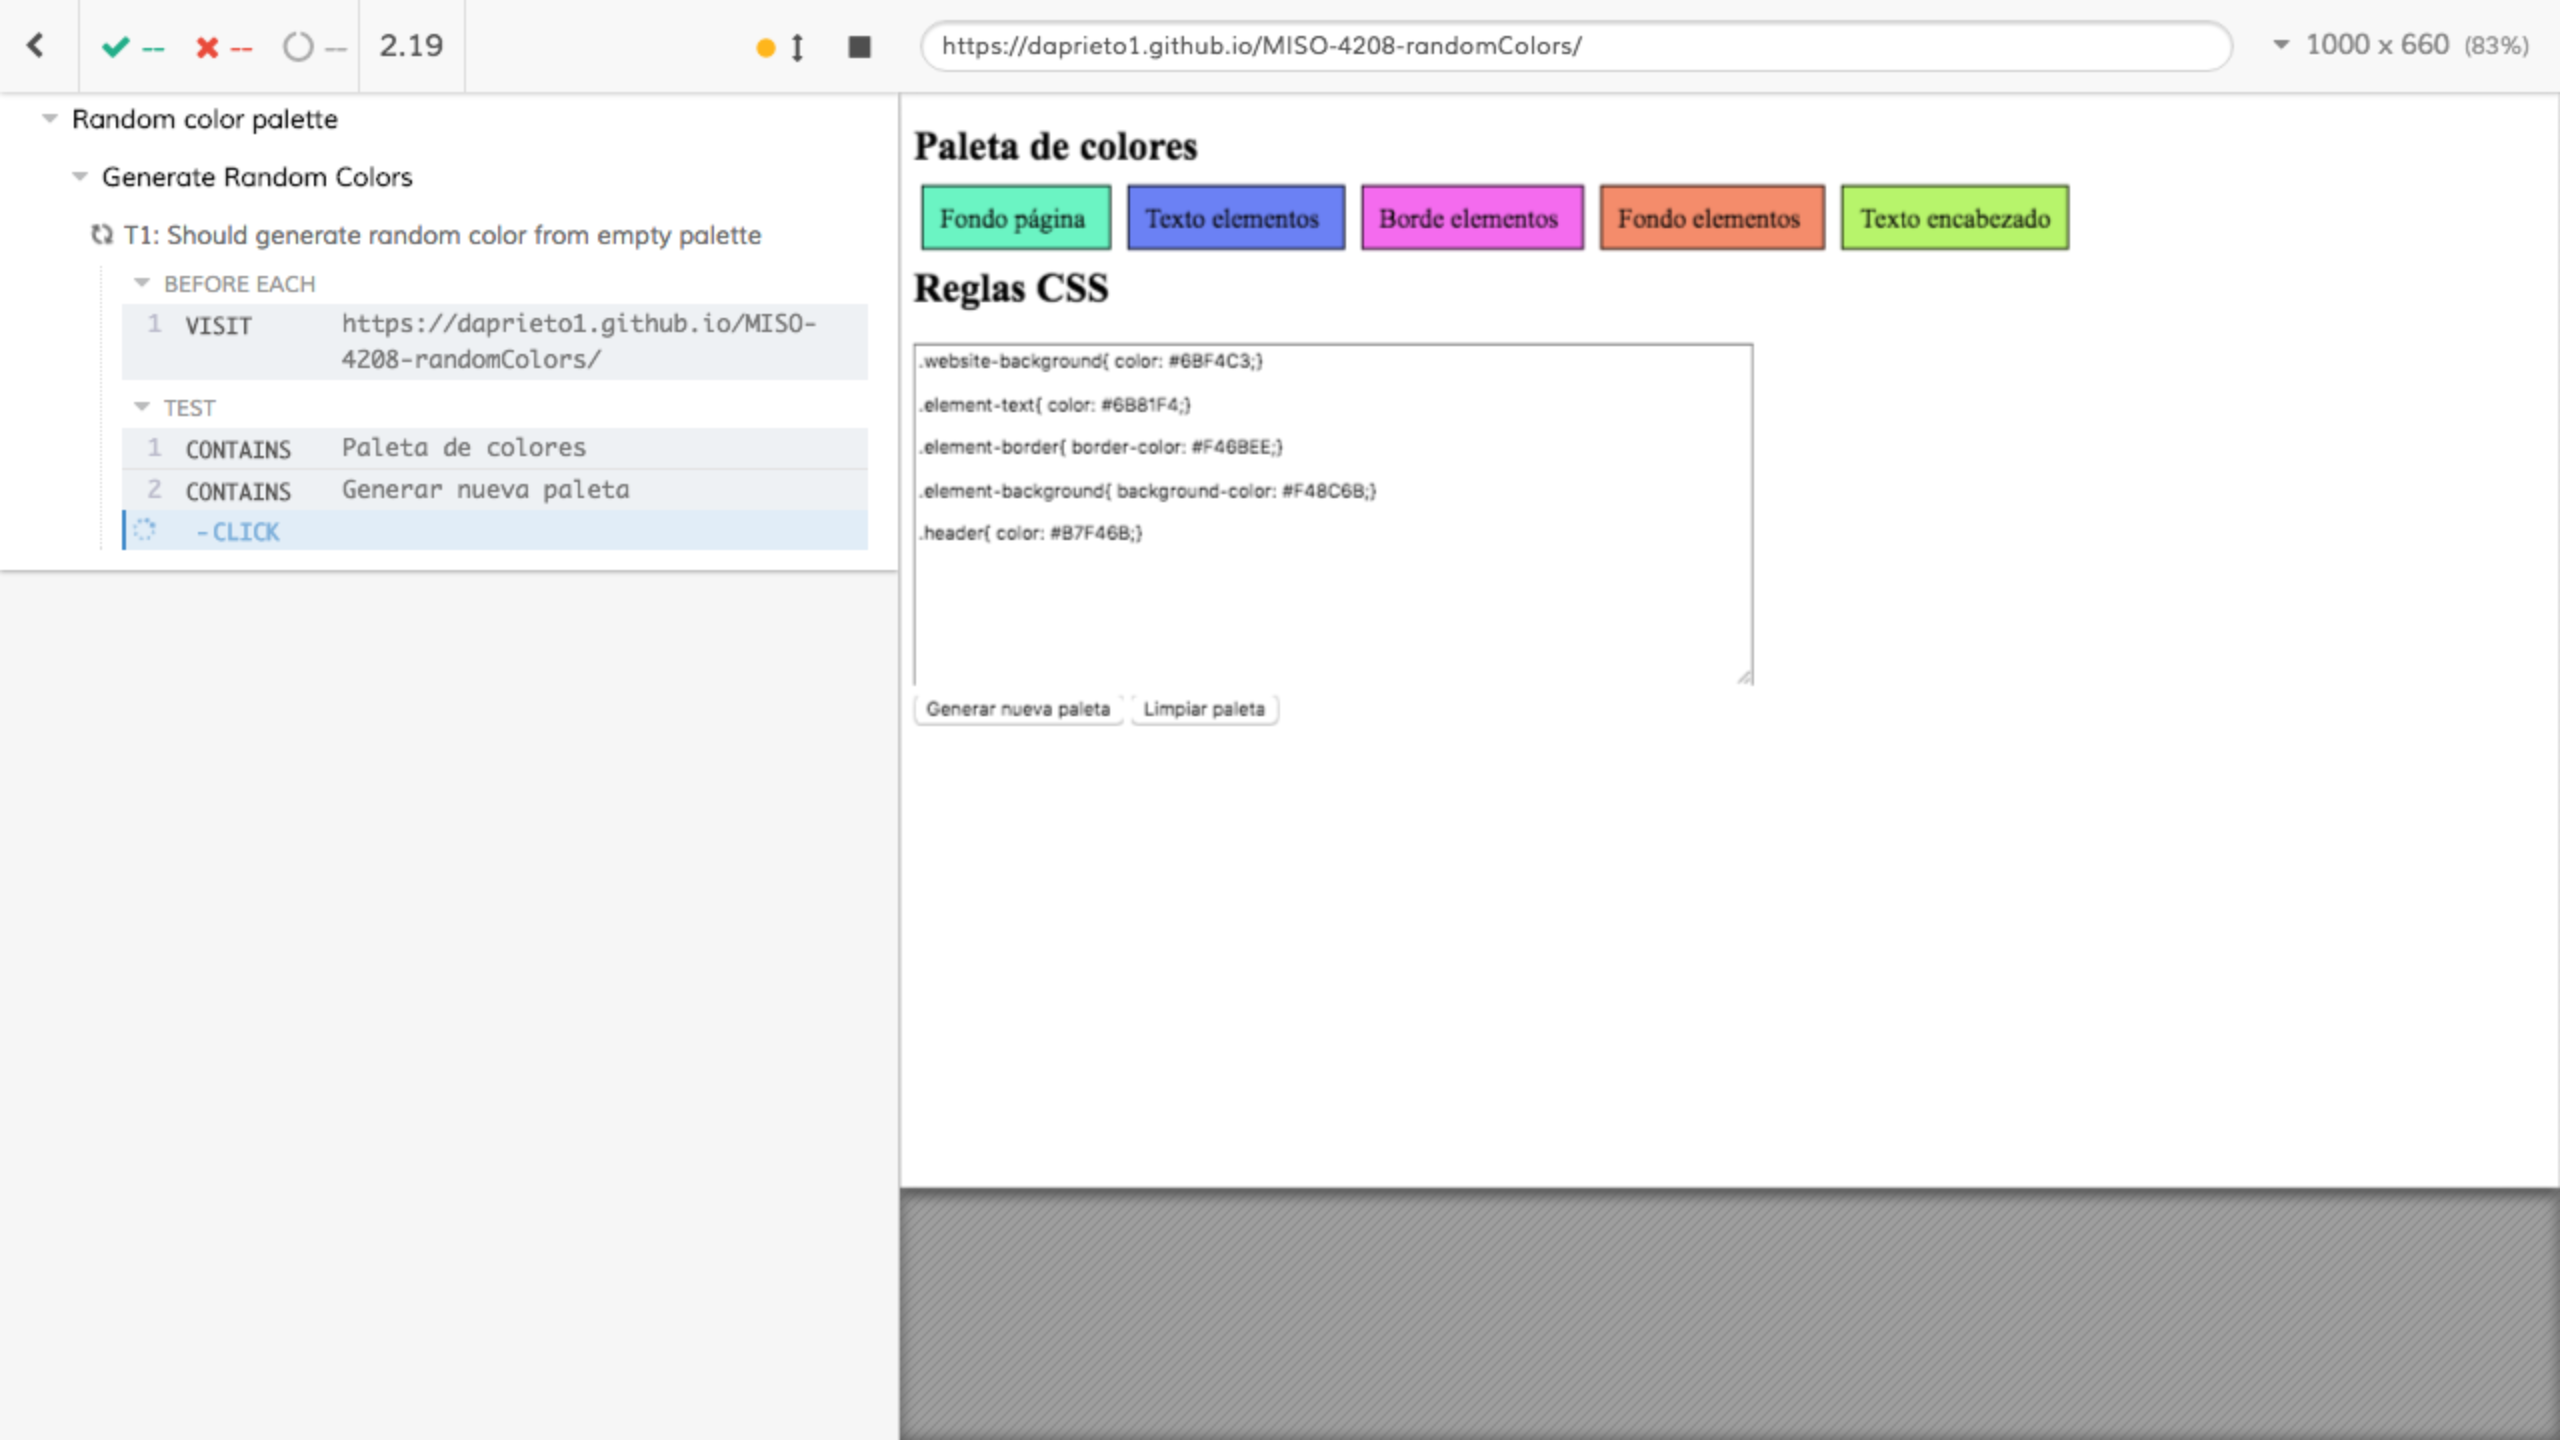 -- -- -- 2.19
https://daprieto1.github.io/MISO-4208-randomColors/
1000 x 660 (83%)
Random color palette
Generate Random Colors
T1: Should generate random color from empty palette
BEFORE EACH
1 VISIT https://daprieto1.github.io/MISO-
4208-randomColors/
TEST
1 CONTAINS Paleta de colores
2 CONTAINS Generar nueva paleta
-CLICK
Paleta de colores
Fondo página Texto elementos Borde elementos Fondo elementos Texto encabezado
Reglas CSS
.website-background{ color: #6BF4C3;}
.element-text{ color: #6B81F4;}
.element-border{ border-color: #F46BEE;}
.element-background{ background-color: #F48C6B;}
.header{ color: #B7F46B;}
Generar nueva paleta Limpiar paleta